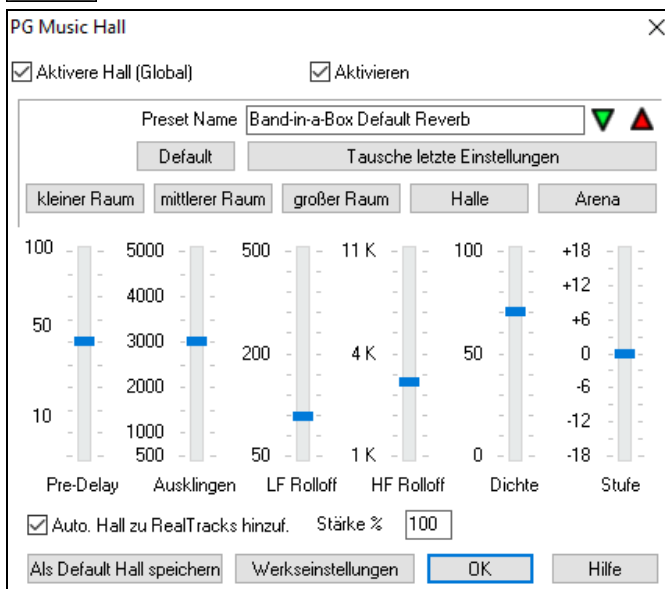 PG Music Hall
Aktivere Hall (Global) Aktivieren
Preset Name Band-in-a-Box Default Reverb
Default Tausche letzte Einstellungen
kleiner Raum mittlerer Raum großer Raum Halle Arena
100 5000 500 11 K 100 +18
+12
4000
50 +6
3000
200 4 K 50 0
2000 -6
10 -12
1000
500 50 1 K 0 -18
Pre-Delay Ausklingen LF Rolloff HF Rolloff Dichte Stufe
Auto. Hall zu RealTracks hinzuf. Stärke % 100
Als Default Hall speichern Werkseinstellungen OK Hilfe